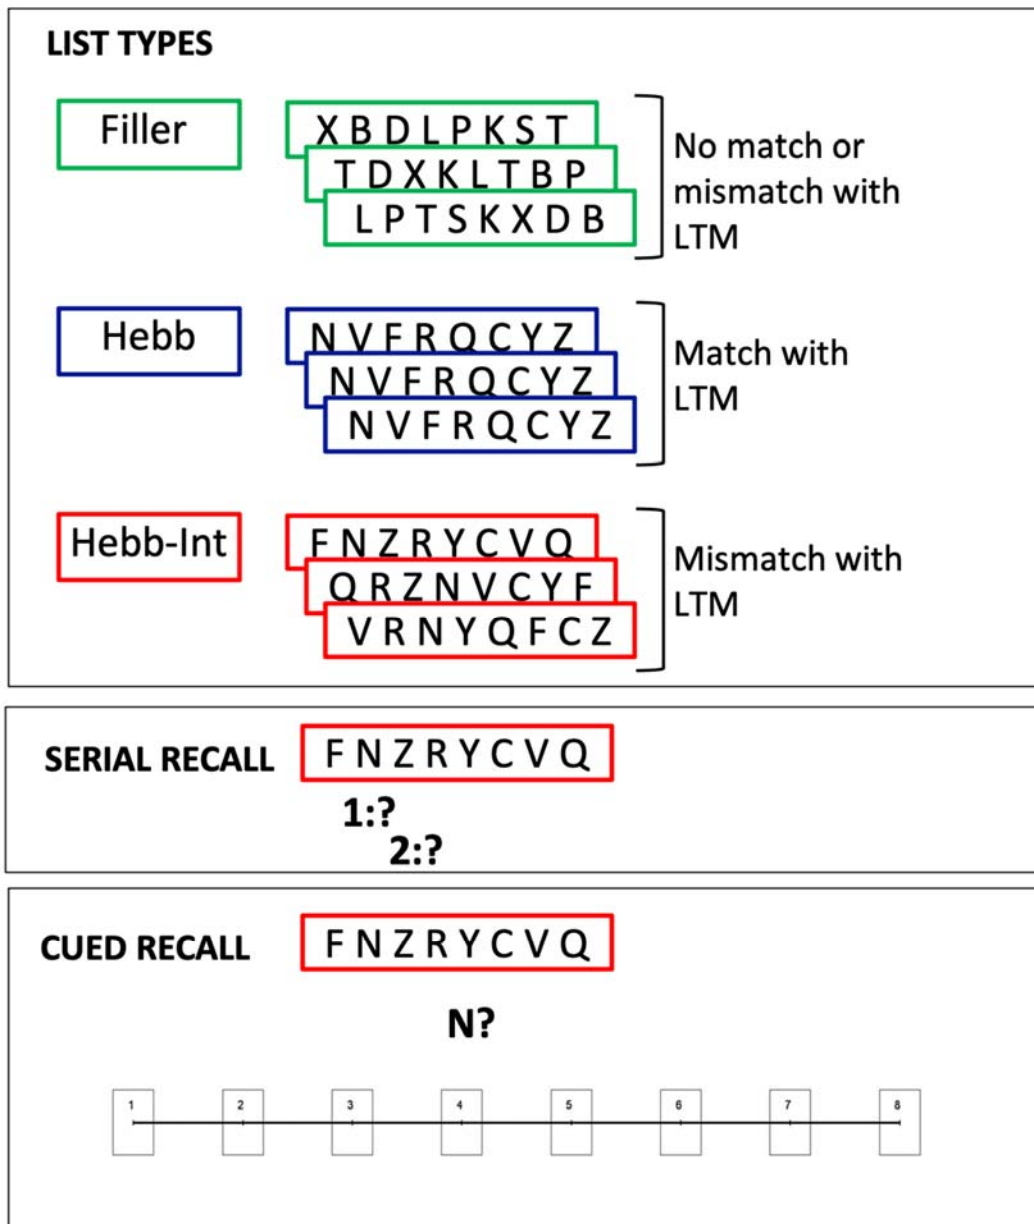 LIST TYPES
Filler
X B D L P K S T
T D X K L T B P
L P T S K X D B
No match or
mismatch with
LTM
Hebb
N V F R Q C Y Z
N V F R Q C Y Z
N V F R Q C Y Z
Match with
LTM
Hebb-Int
F N Z R Y C V Q
Q R Z N V C Y F
V R N Y Q F C Z
Mismatch with
LTM
SERIAL RECALL
F N Z R Y C V Q
1:?
2:?
CUED RECALL
F N Z R Y C V Q
N?
1 2 3 4 5 6 7 8